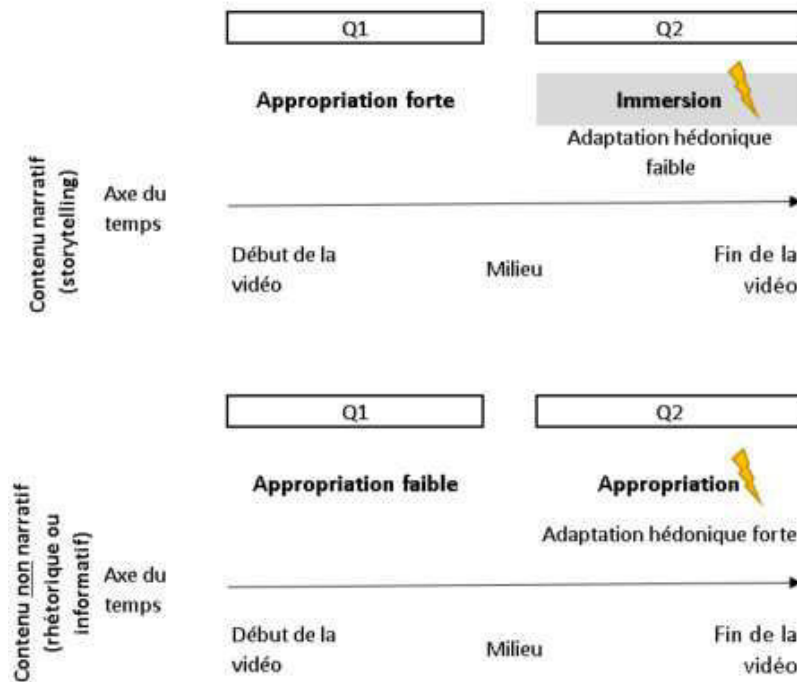 Q1 Q2
Appropriation forte Immersion
Adaptation hédonique
faible
Contenu narratif
(storytelling)
Axe du
temps
Début de la
vidéo
Milieu
Fin de la
vidéo
Q1 Q2
Appropriation faible Appropriation
Adaptation hédonique forte
Contenu non narratif
(rhétorique ou
informatif)
Axe du
temps
Début de la
vidéo
Milieu
Fin de la
vidéo